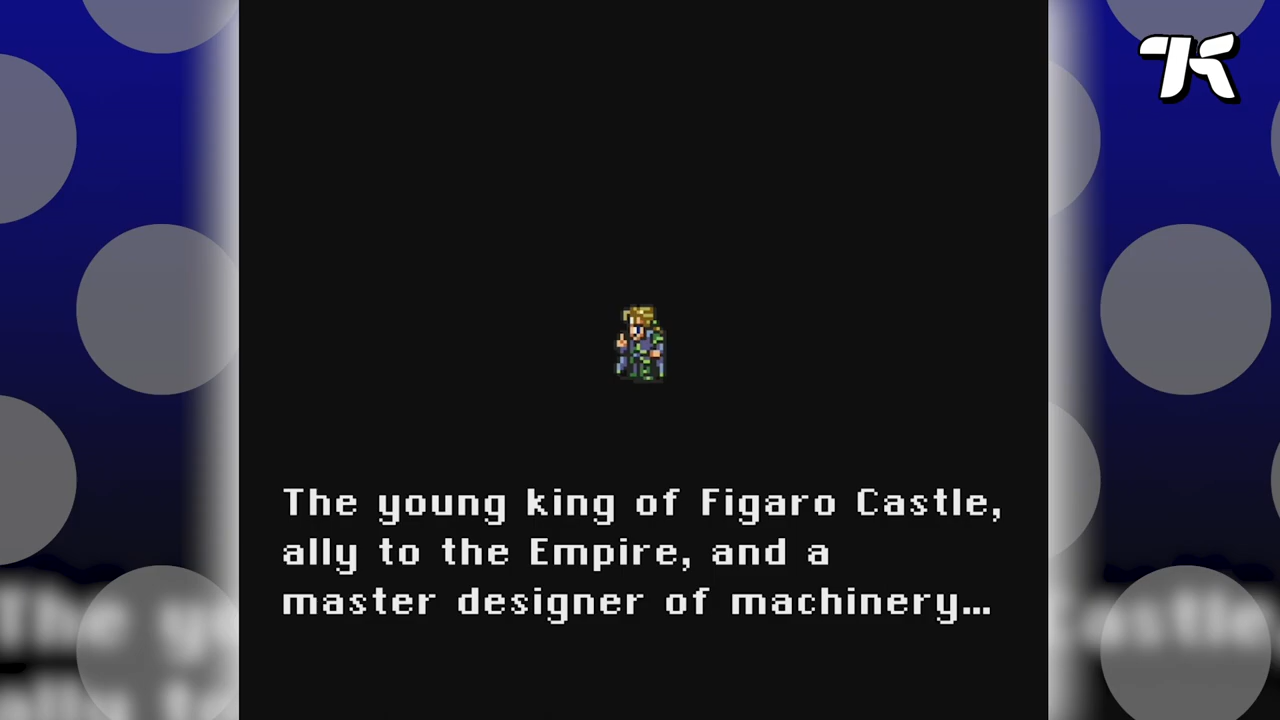 The young king of Figaro Castle,
ally to the Empire, and a
master designer of machinery...